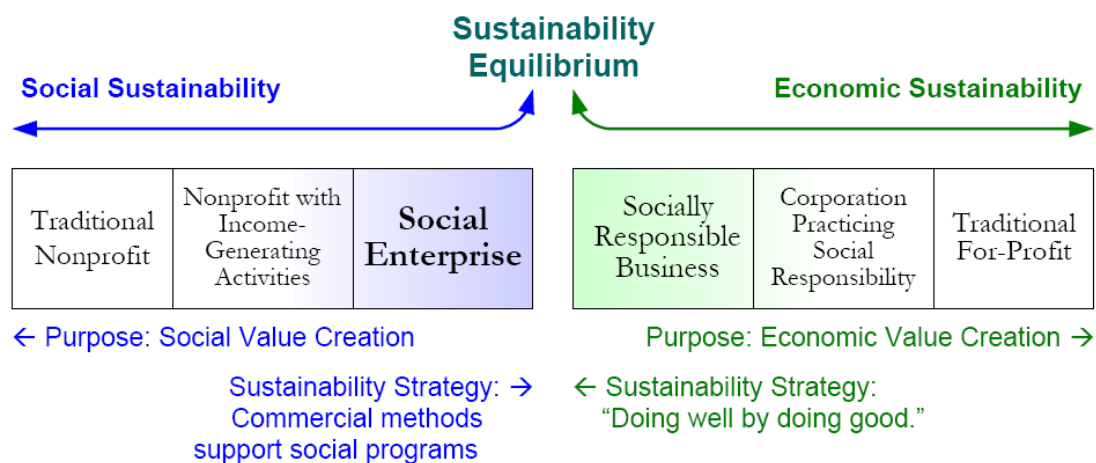 Sustainability
Equilibrium
Social Sustainability
Economic Sustainability
Traditional
Nonprofit
Nonprofit with
Income-
Generating
Activities
Social
Enterprise
Socially
Responsible
Business
Corporation
Practicing
Social
Responsibility
Traditional
For-Profit
← Purpose: Social Value Creation
Purpose: Economic Value Creation →
Sustainability Strategy: →
Commercial methods
support social programs
← Sustainability Strategy:
“Doing well by doing good.”